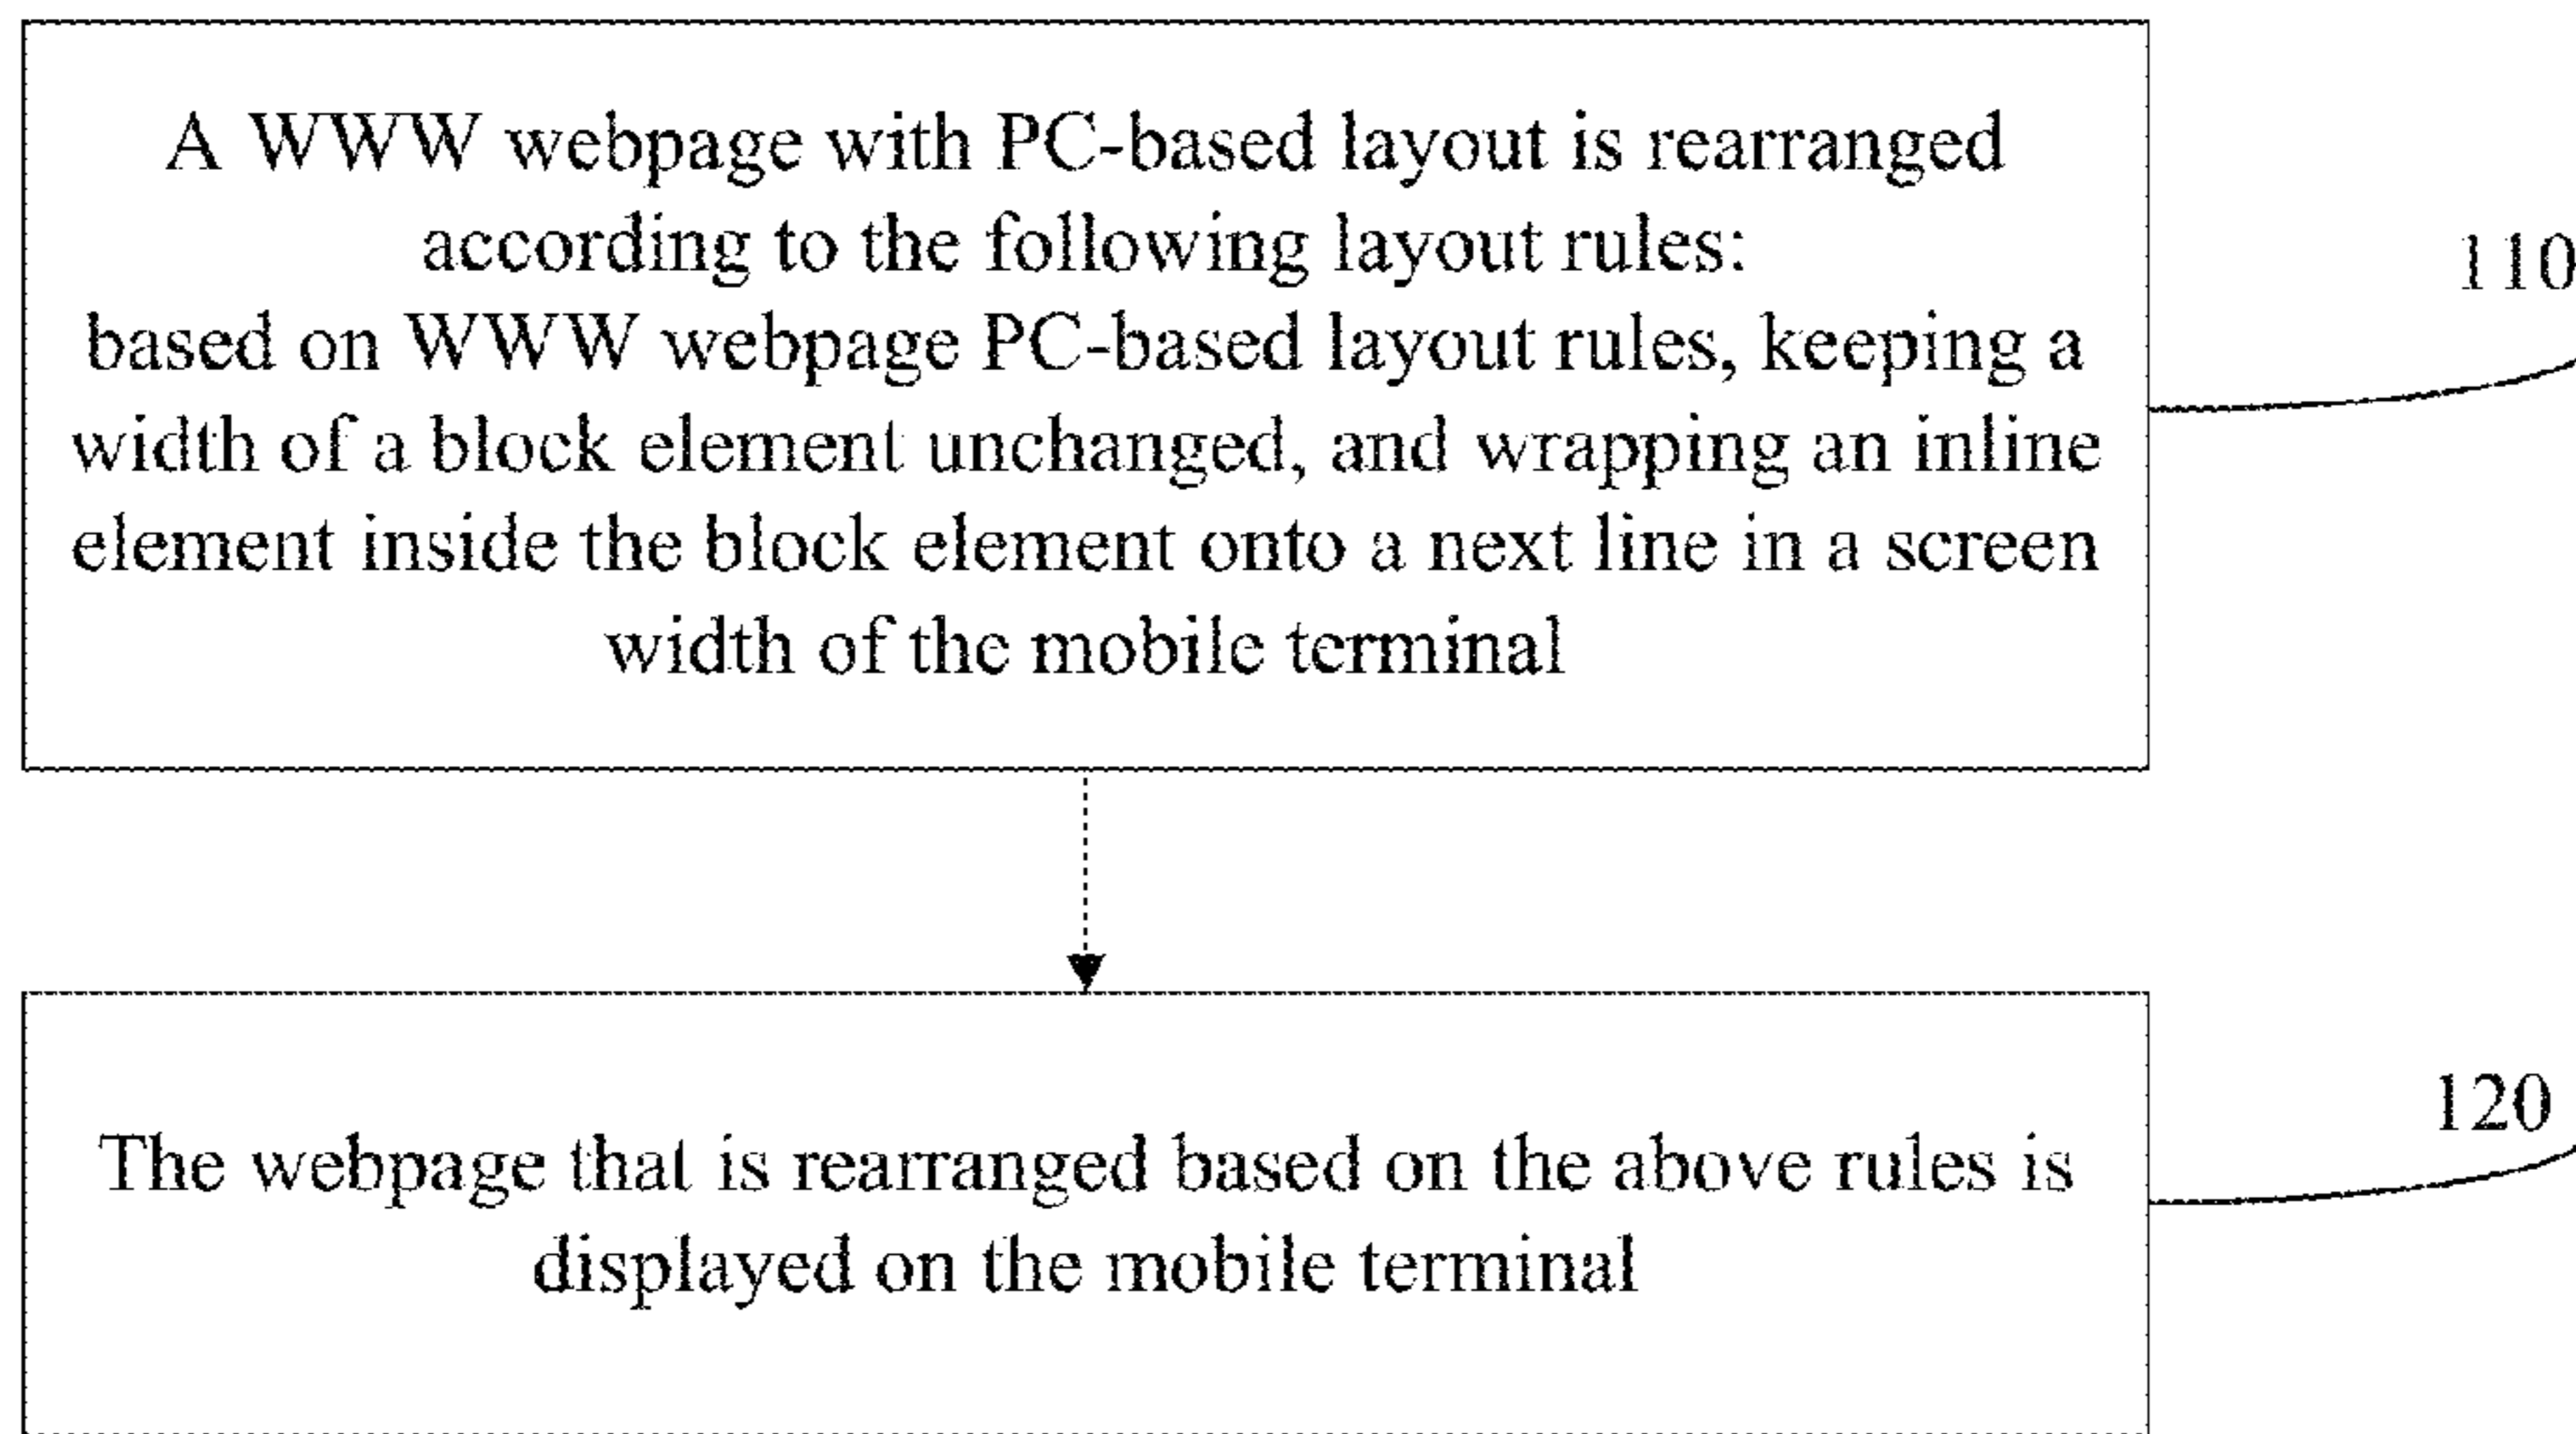 A WWW webpage with PC-based layout is rearranged
according to the following layout rules:
based on WWW webpage PC-based layout rules, keeping a
width of a block element unchanged, and wrapping an inline
element inside the block element onto a next line in a screen
width of the mobile terminal
110
The webpage that is rearranged based on the above rules is
displayed on the mobile terminal
120